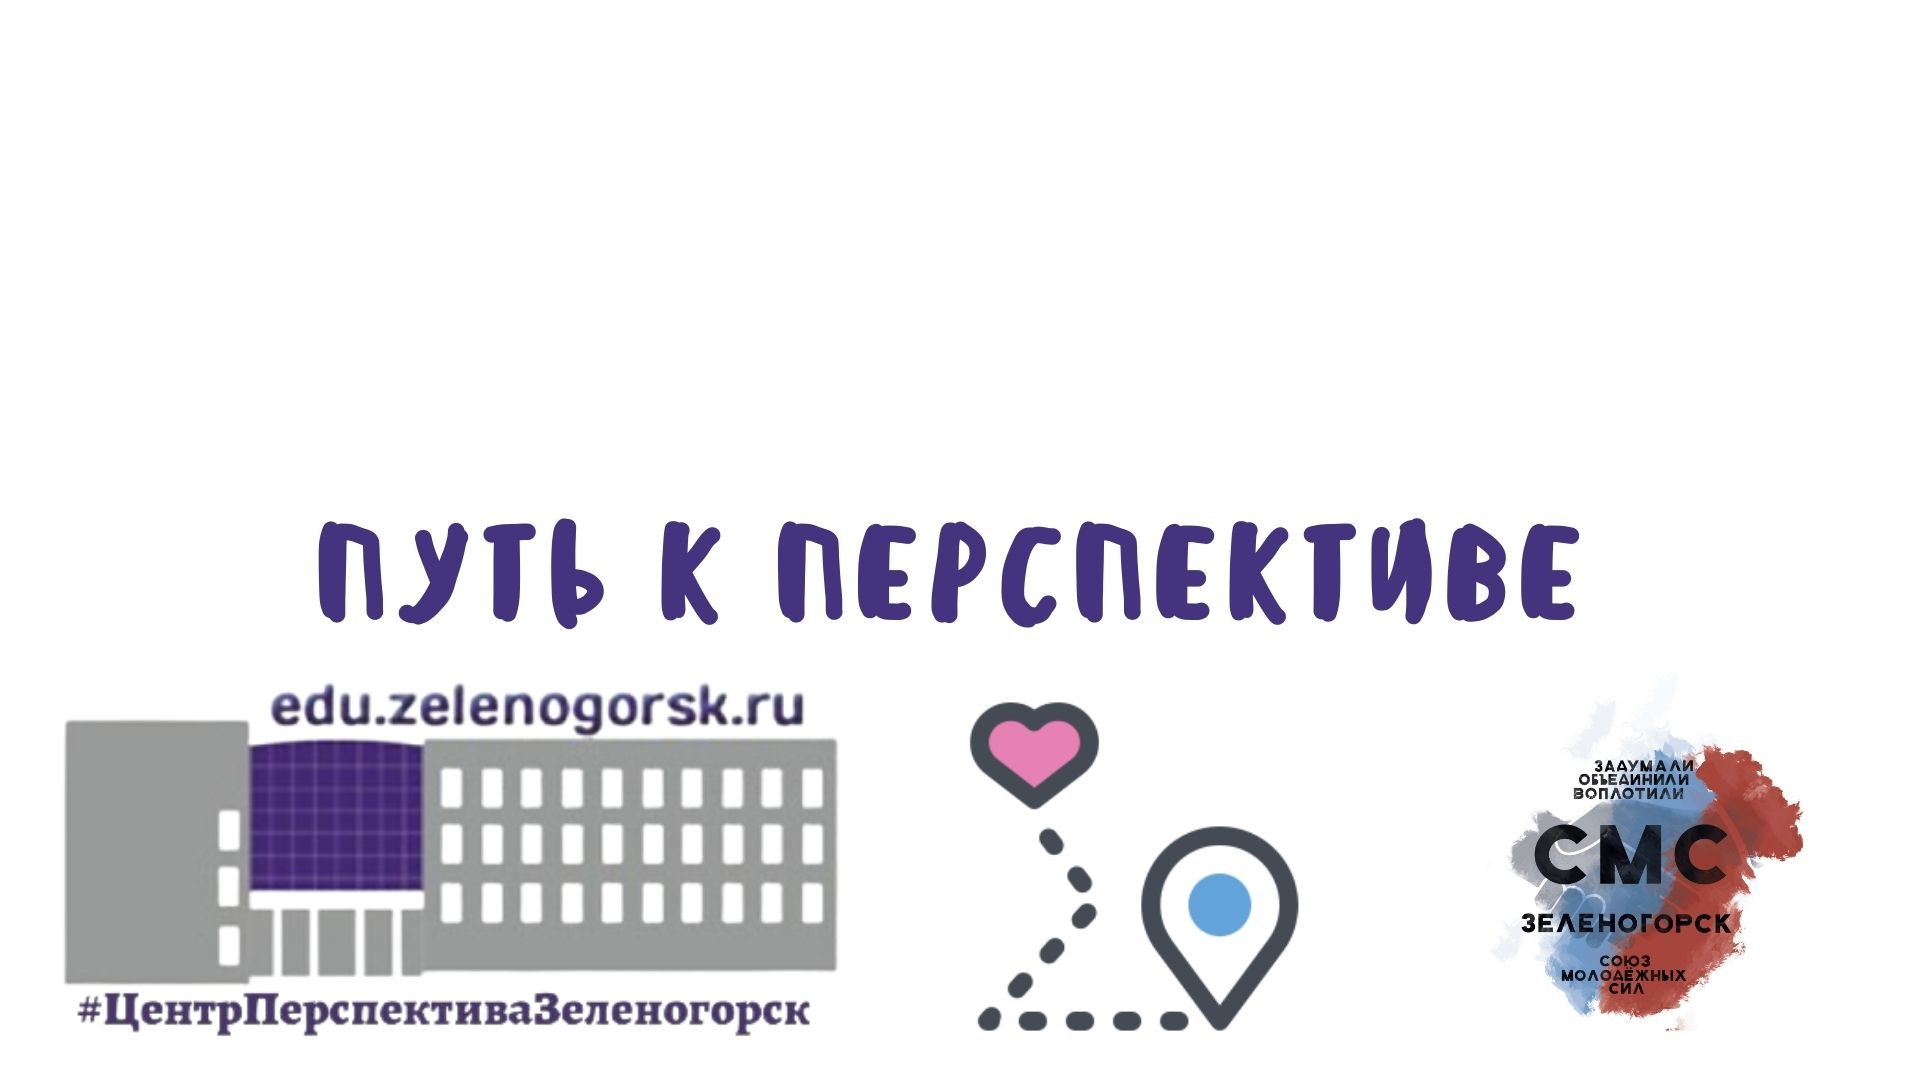 ПУТЬ К ПЕРСПЕКТИВЕ
edu.zelenogorsk.ru
#ЦентрПерспективаЗеленогорск
ЗАДУМАЛИ
ОБЪЕДИНИЛИ
ВОПЛОТИЛИ
СМС
ЗЕЛЕНОГОРСК
СОЮЗ
МОЛОДЁЖНЫХ
СИЛ